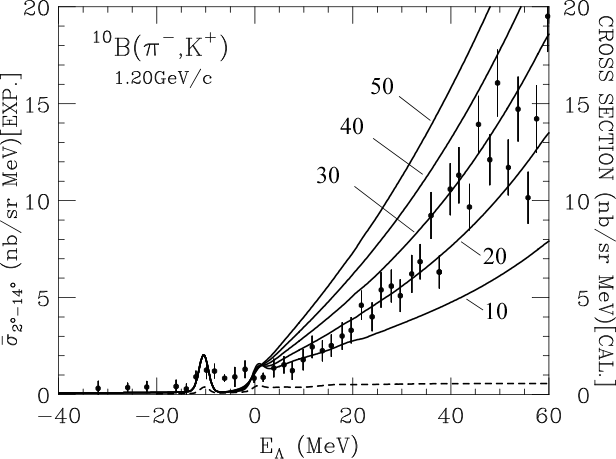 20 20
¹⁰B(π⁻,K⁺)
1.20GeV/c
50
15 15
40
30
10 10
20
5 5
10
0 0
−40 −20 0 20 40 60
E_Λ (MeV)
σ̄₂°₋₁₄° (nb/sr MeV)[EXP.]
CROSS SECTION (nb/sr MeV)[CAL.]